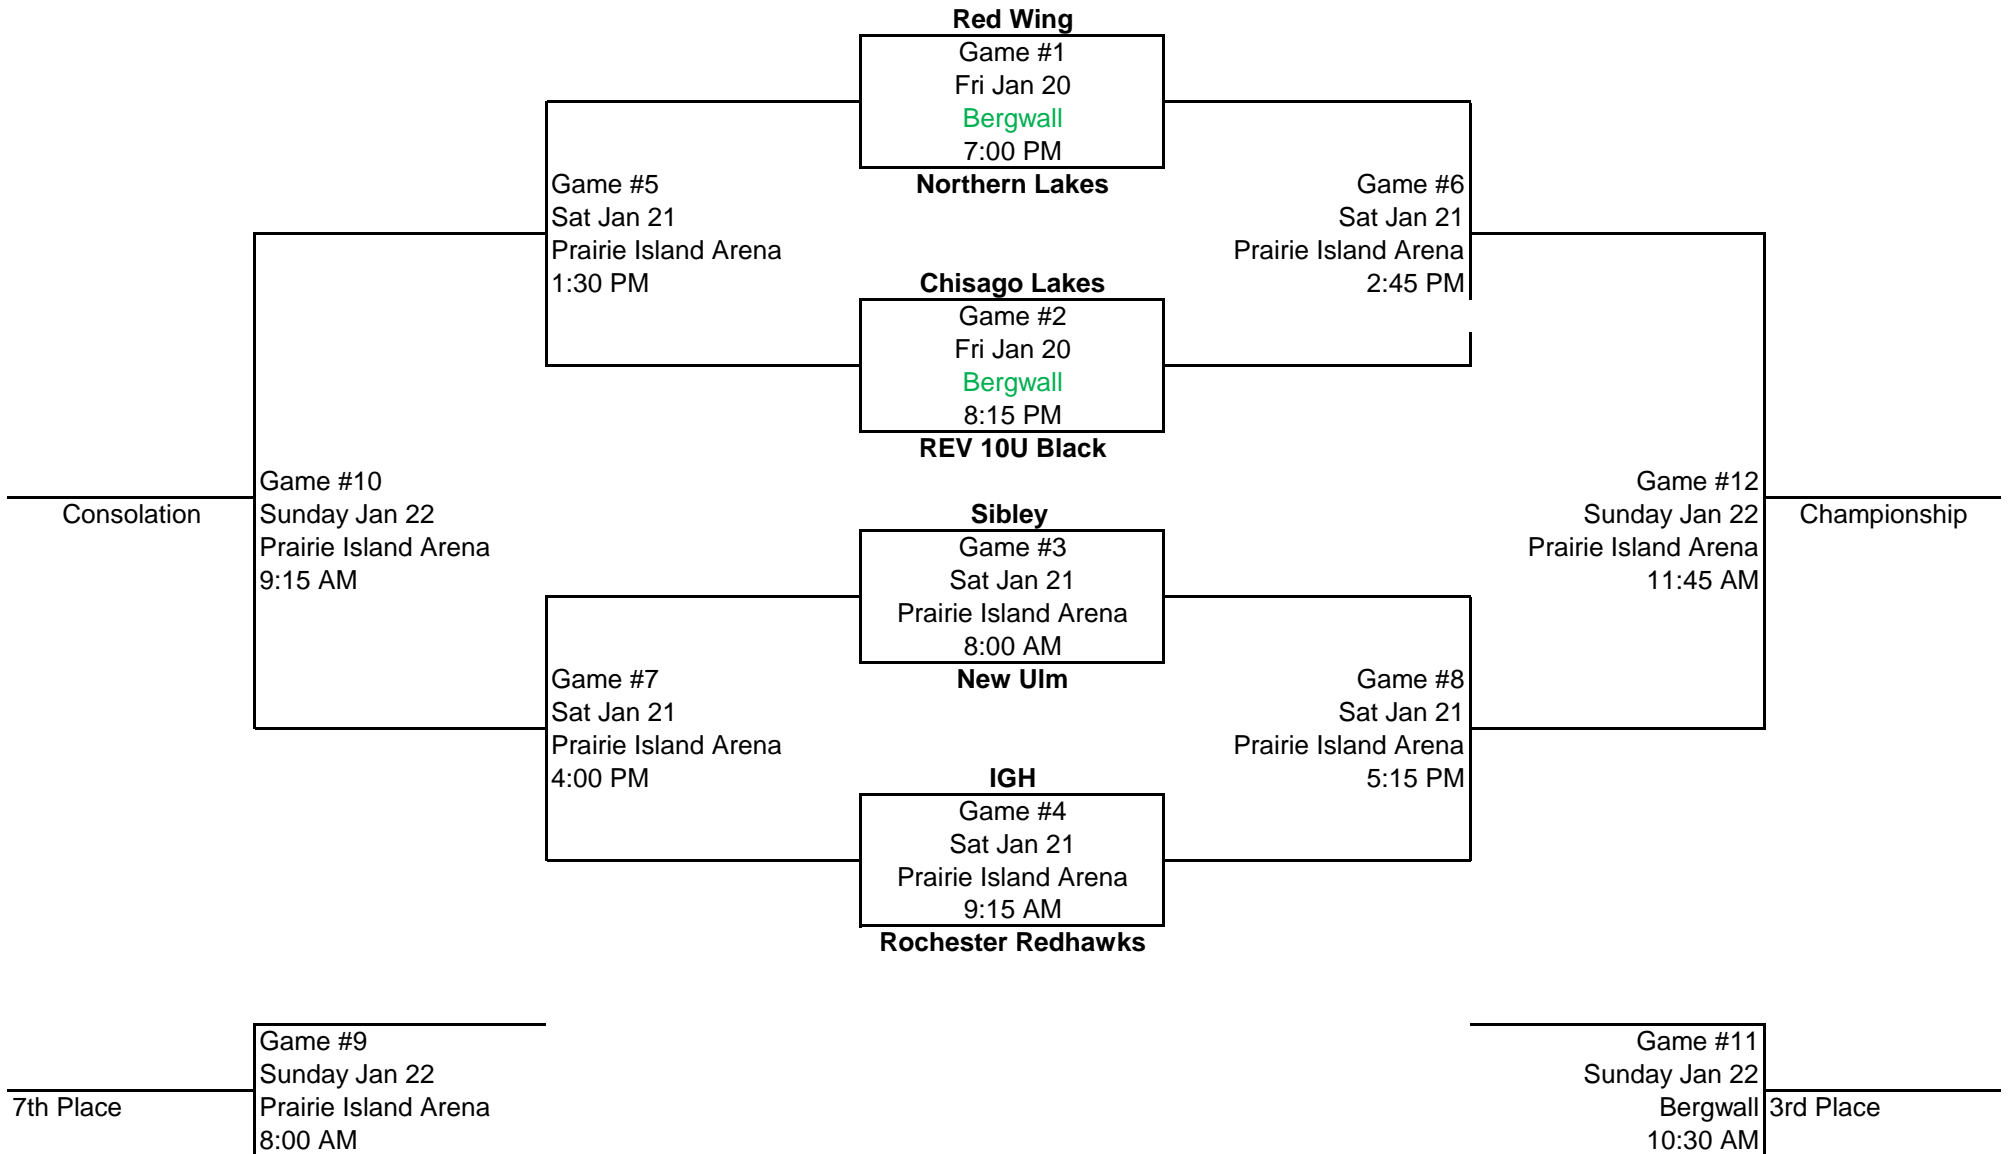 Red Wing
Game #1
Fri Jan 20
Bergwall
7:00 PM
Northern Lakes
Game #5
Sat Jan 21
Prairie Island Arena
1:30 PM
Game #6
Sat Jan 21
Prairie Island Arena
2:45 PM
Chisago Lakes
Game #2
Fri Jan 20
Bergwall
8:15 PM
REV 10U Black
Consolation
Game #10
Sunday Jan 22
Prairie Island Arena
9:15 AM
Game #12
Sunday Jan 22
Prairie Island Arena
11:45 AM
Championship
Sibley
Game #3
Sat Jan 21
Prairie Island Arena
8:00 AM
New Ulm
Game #7
Sat Jan 21
Prairie Island Arena
4:00 PM
Game #8
Sat Jan 21
Prairie Island Arena
5:15 PM
IGH
Game #4
Sat Jan 21
Prairie Island Arena
9:15 AM
Rochester Redhawks
7th Place
Game #9
Sunday Jan 22
Prairie Island Arena
8:00 AM
Game #11
Sunday Jan 22
Bergwall
10:30 AM
3rd Place